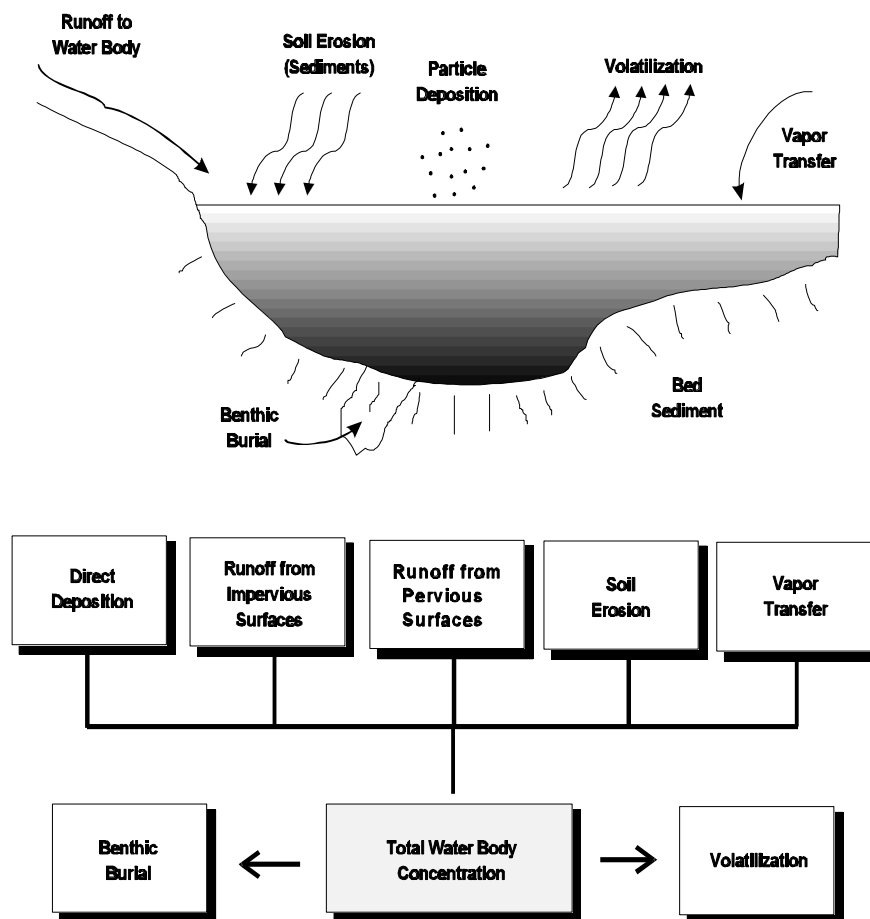 Runoff to
Water Body
Soil Erosion
(Sediments)
Particle
Deposition
Volatilization
Vapor
Transfer
Benthic
Burial
Bed
Sediment
Direct
Deposition
Runoff from
Impervious
Surfaces
Runoff from
Pervious
Surfaces
Soil
Erosion
Vapor
Transfer
Benthic
Burial
Total Water Body
Concentration
Volatilization